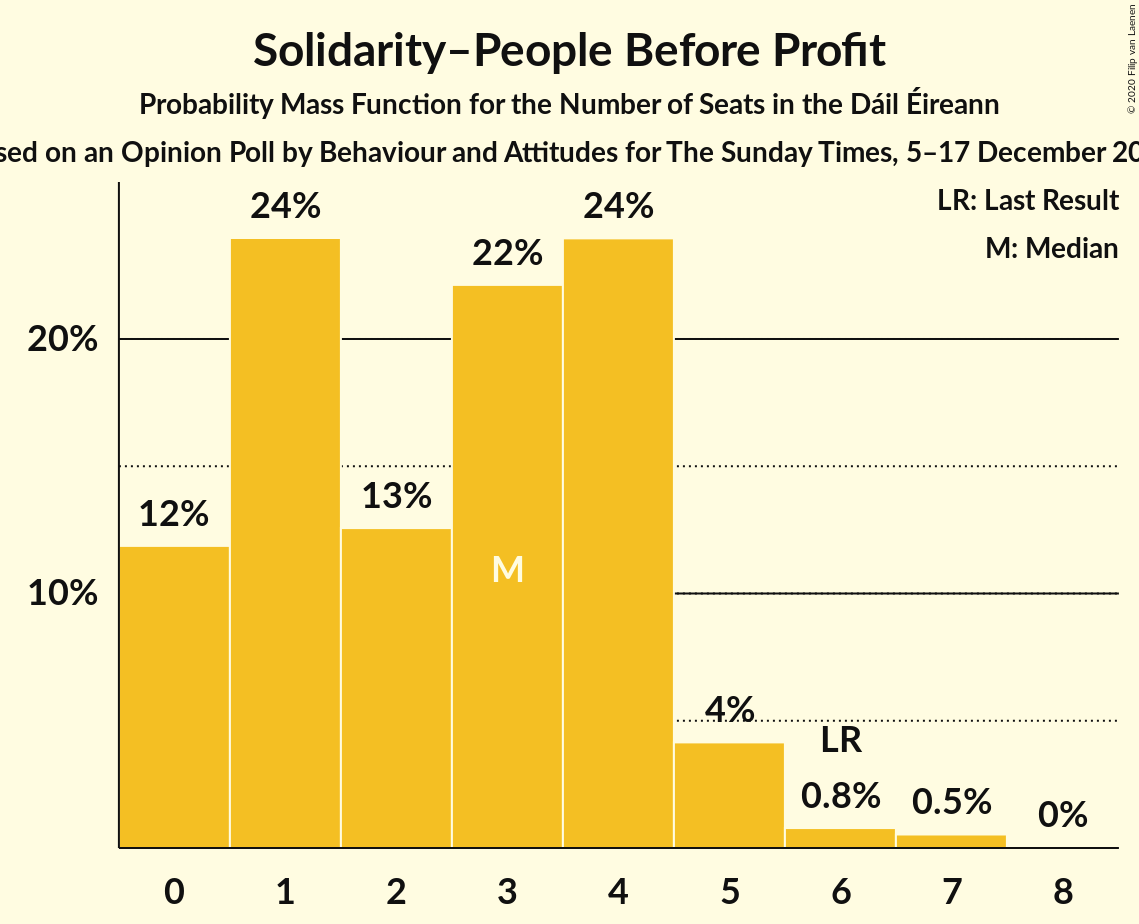 Solidarity–People Before Profit
Probability Mass Function for the Number of Seats in the Dáil Éireann
sed on an Opinion Poll by Behaviour and Attitudes for The Sunday Times, 5–17 December 20
© 2020 Filip van Laenen
LR: Last Result
M: Median
24%
24%
22%
20%
13%
12%
M
10%
4%
LR
0.8%
0.5%
0%
0 1 2 3 4 5 6 7 8